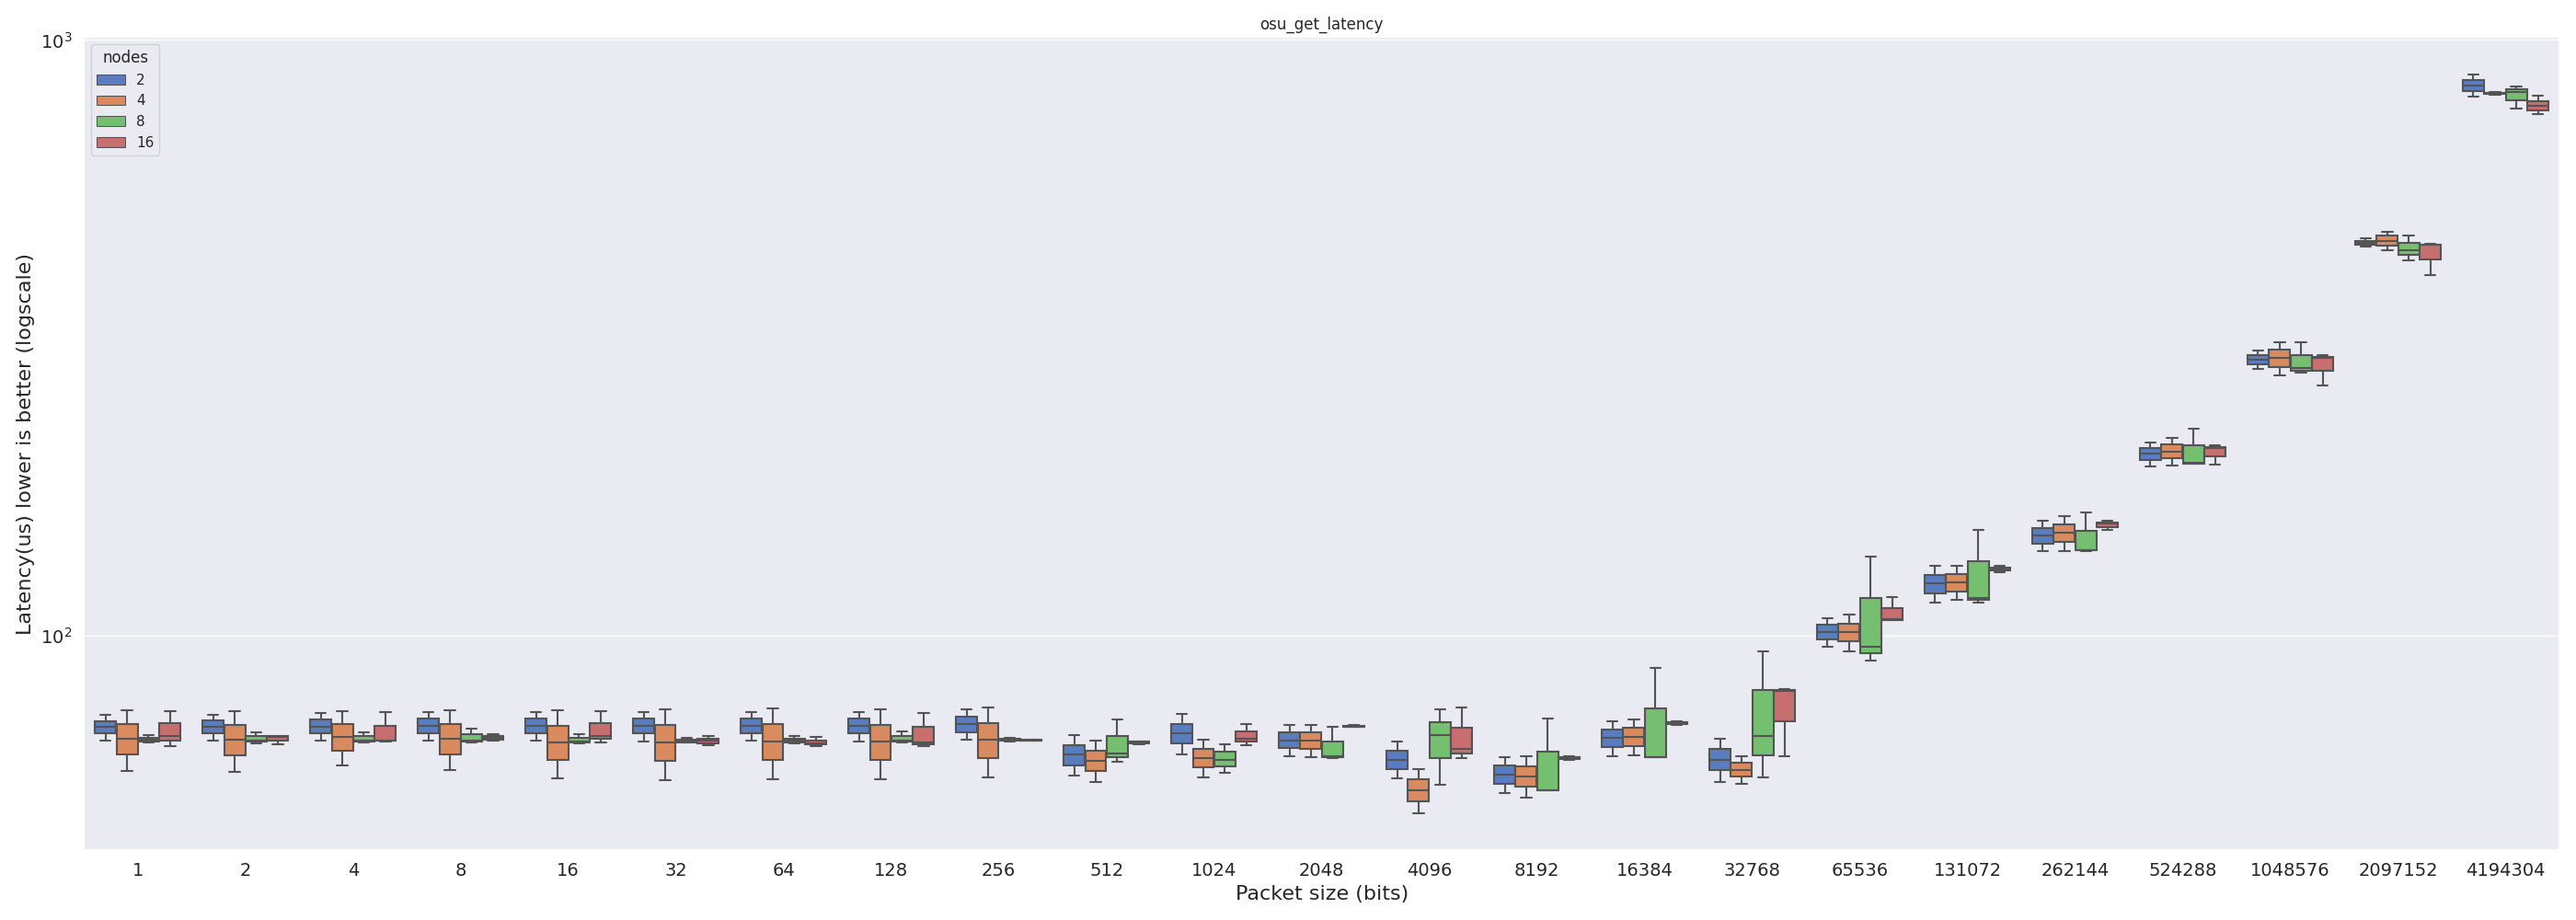 osu_get_latency
10³
10²
Latency(us) lower is better (logscale)
nodes
2
4
8
16
1 2 4 8 16 32 64 128 256 512 1024 2048 4096 8192 16384 32768 65536 131072 262144 524288 1048576 2097152 4194304
Packet size (bits)